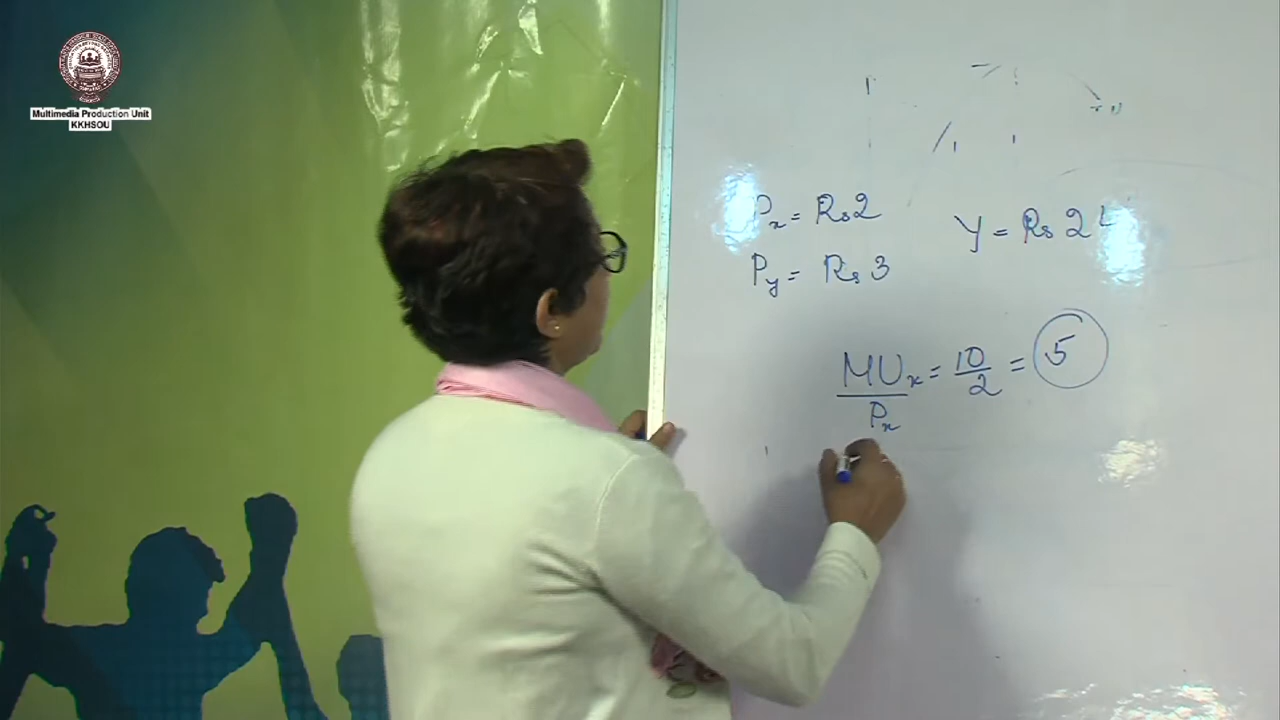 Multimedia Production Unit
KKHSOU
Px = Rs 2
Y = Rs 24
Py = Rs 3
MUx/Px = 10/2 = 5